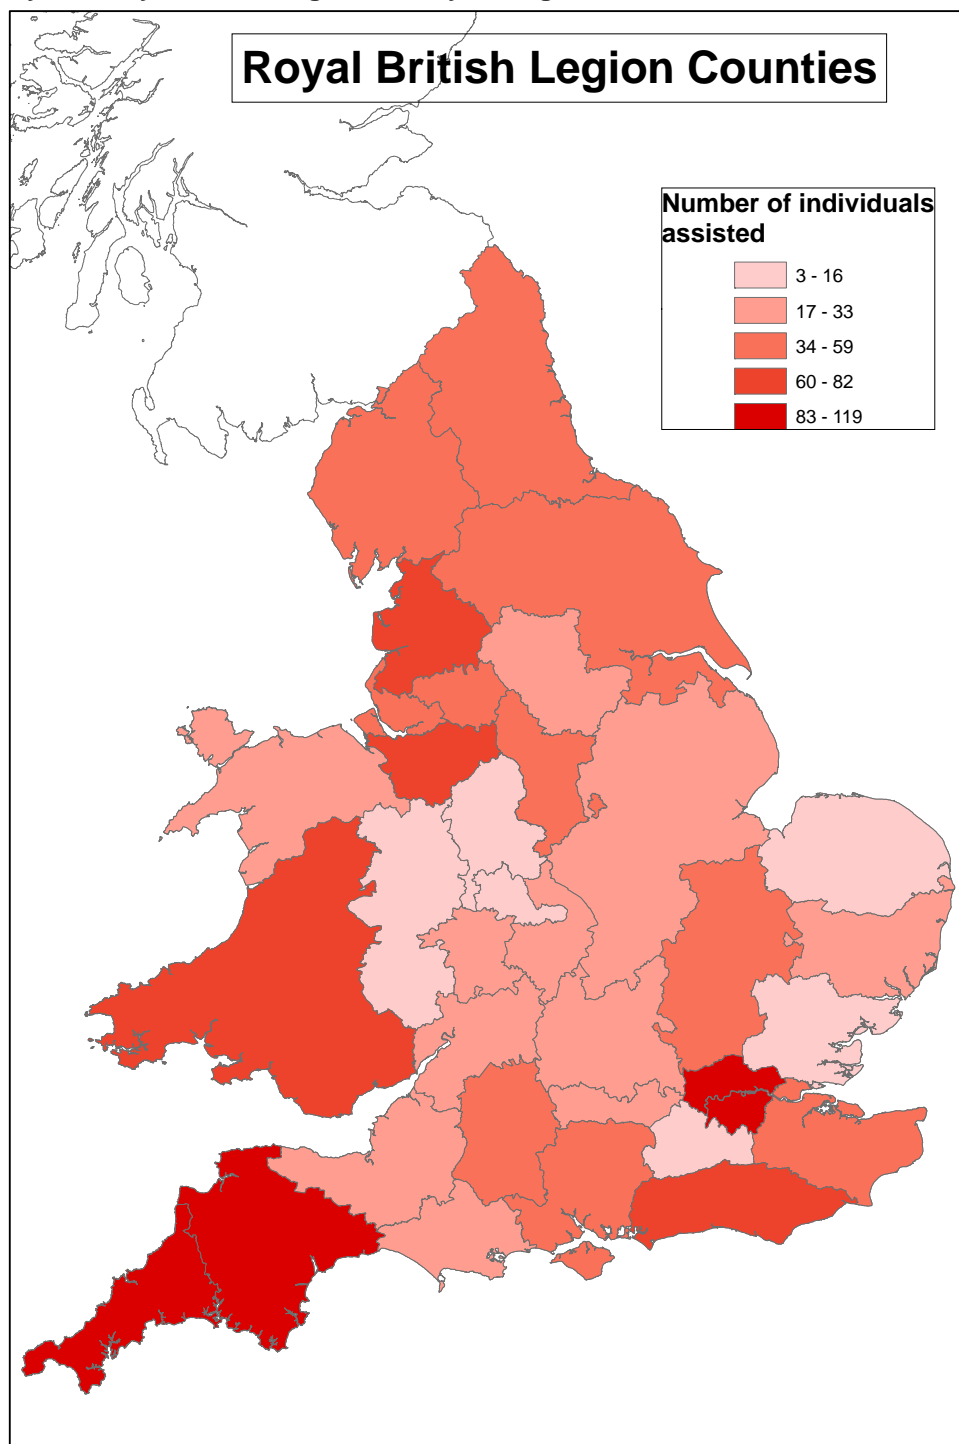 Royal British Legion Counties
Number of individuals
assisted
3 - 16
17 - 33
34 - 59
60 - 82
83 - 119